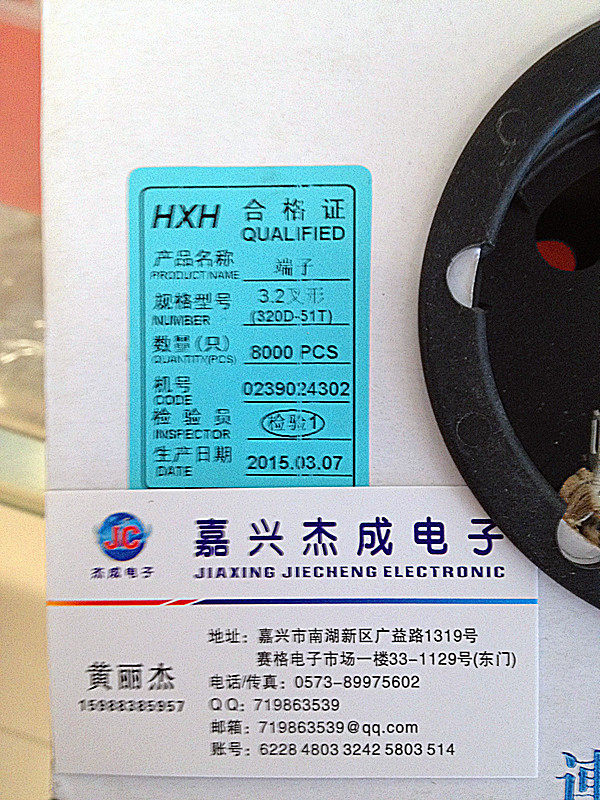 HXH 合格证
QUALIFIED
产品名称 端子
PRODUCT NAME
规格型号 3.2叉形
NUMBER (320D-51T)
数量(只) 8000 PCS
QUANTITY(PCS)
机号 0239024302
CODE
检验员 检验1
INSPECTOR
生产日期 2015.03.07
DATE
JC 嘉兴杰成电子
杰成电子 JIAXING JIECHENG ELECTRONIC
地址：嘉兴市南湖新区广益路1319号
赛格电子市场一楼33-1129号(东门)
黄丽杰 电话/传真：0573-89975602
15988385957 QQ：719863539
邮箱：719863539@qq.com
账号：6228 4803 3242 5803 514